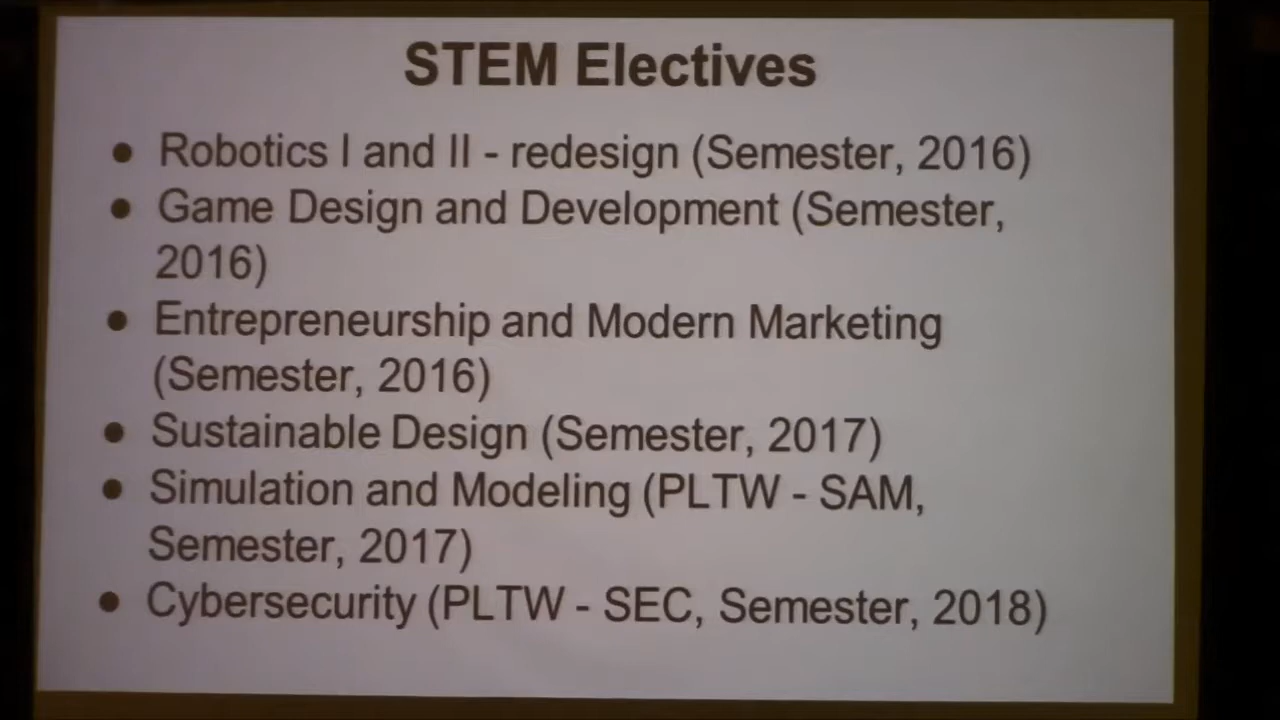 STEM Electives
● Robotics I and II - redesign (Semester, 2016)
● Game Design and Development (Semester,
2016)
● Entrepreneurship and Modern Marketing
(Semester, 2016)
● Sustainable Design (Semester, 2017)
● Simulation and Modeling (PLTW - SAM,
Semester, 2017)
● Cybersecurity (PLTW - SEC, Semester, 2018)